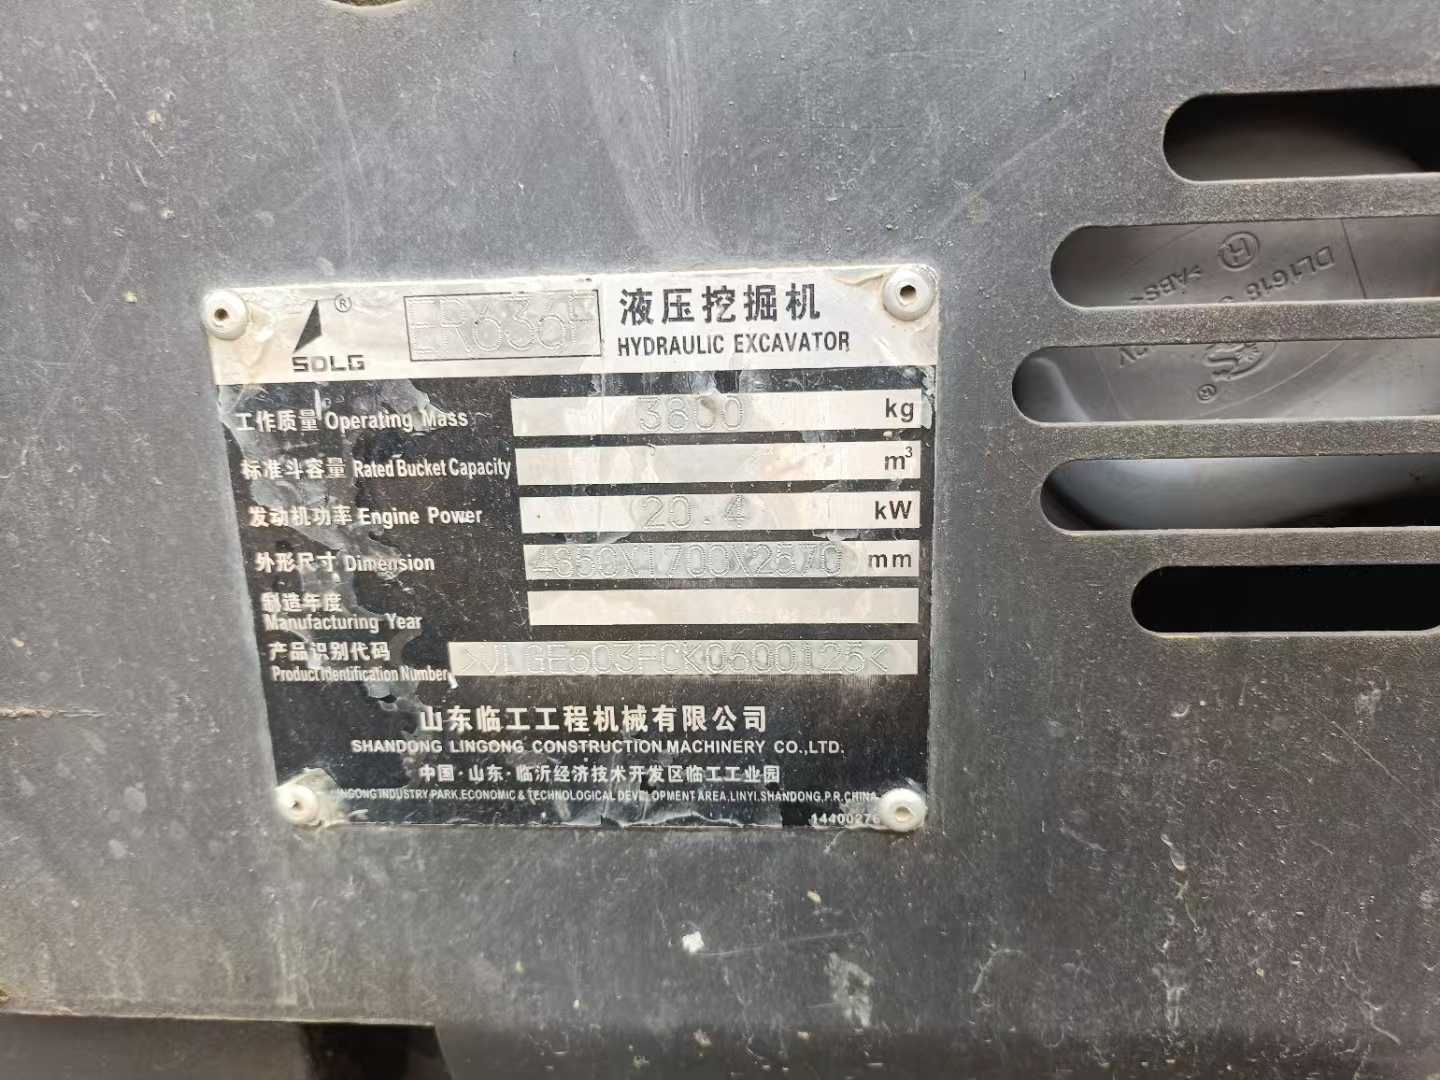 ®
SDLG
ER636F
液压挖掘机
HYDRAULIC EXCAVATOR
工作质量 Operating Mass 3800 kg
标准斗容量 Rated Bucket Capacity m³
发动机功率 Engine Power 20.4 kW
外形尺寸 Dimension 4850X1700X2570 mm
制造年度
Manufacturing Year
产品识别代码
Product Identification Number >VLGE603FCK0600125<
山东临工工程机械有限公司
SHANDONG LINGONG CONSTRUCTION MACHINERY CO.,LTD.
中国·山东·临沂经济技术开发区临工工业园
LINGONG INDUSTRY PARK, ECONOMIC & TECHNOLOGICAL DEVELOPMENT AREA, LINYI, SHANDONG, P.R. CHINA
14400276
DL1618
>ABS<
®